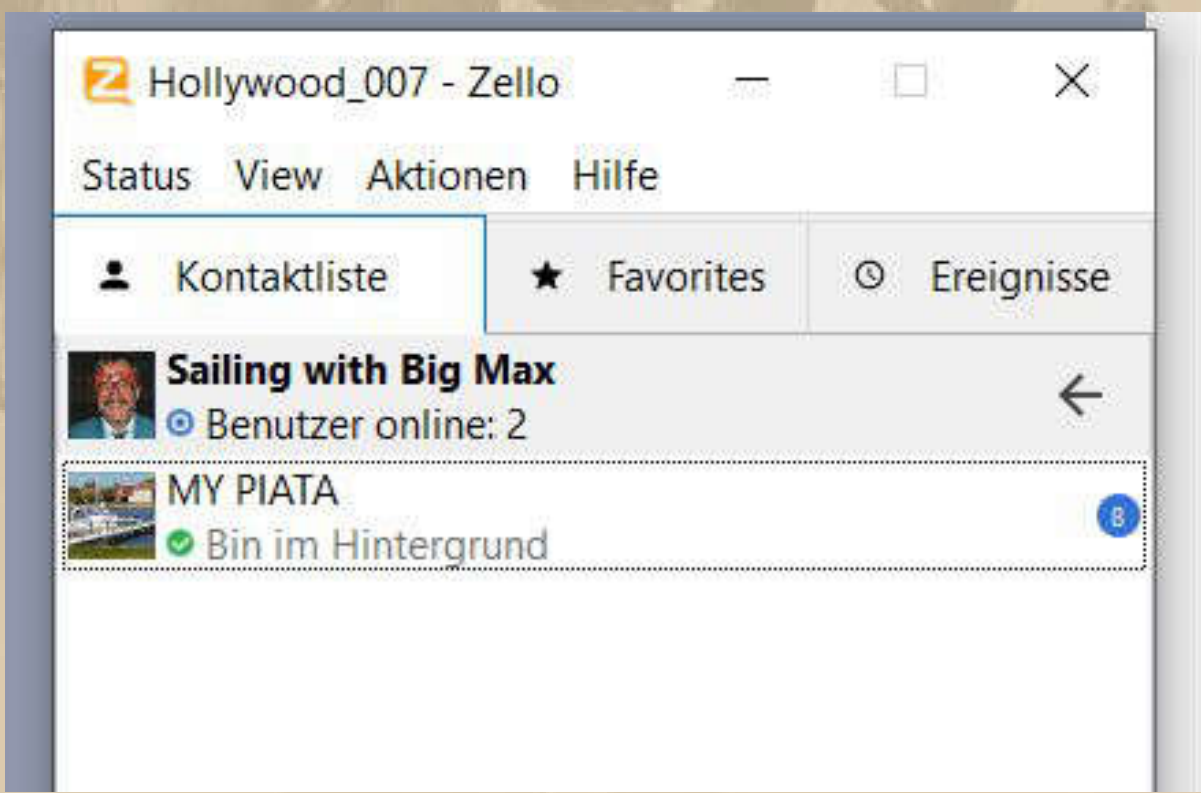 Hollywood_007 - Zello
Status View Aktionen Hilfe
Kontaktliste Favorites Ereignisse
Sailing with Big Max
Benutzer online: 2
MY PIATA
8
Bin im Hintergrund